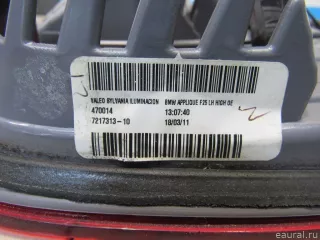 VALEO SYLVANIA ILUMINACION BMW APPLIQUE F25 LH HIGH DE
470014 13:07:40
7217313-10 18/03/11
eaural.ru